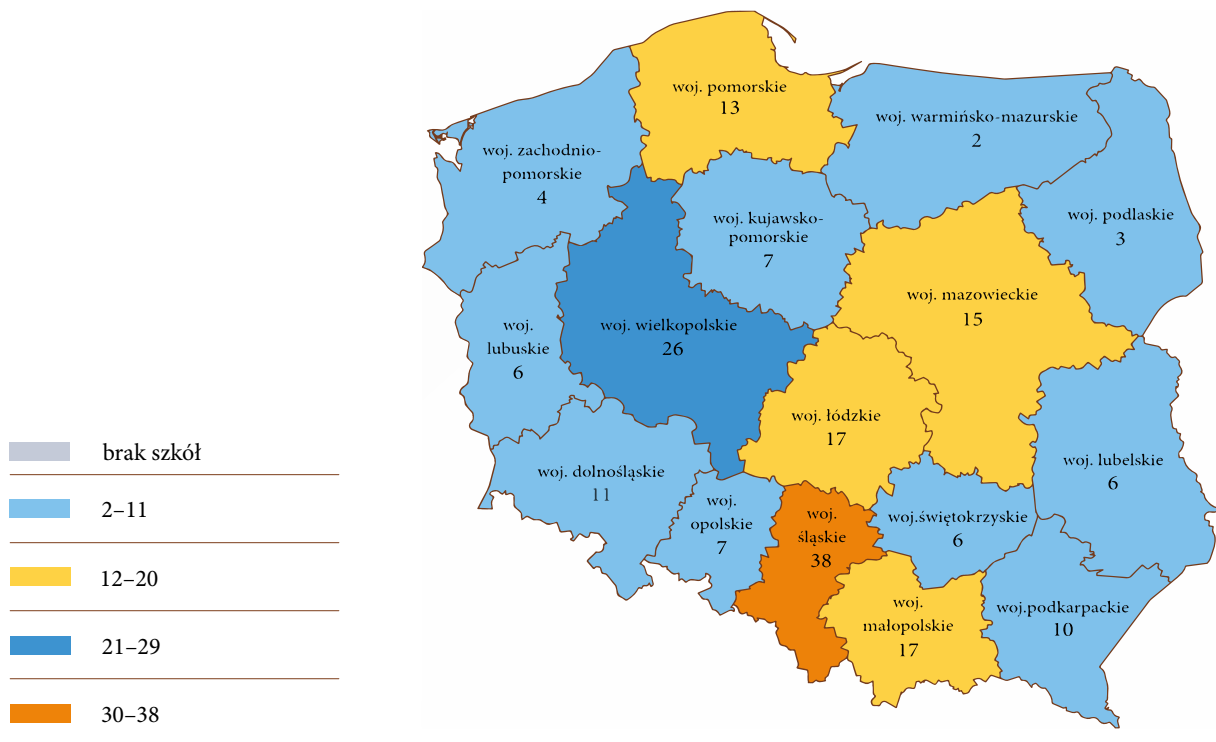 woj. pomorskie
13
woj. warmińsko-mazurskie
2
woj. zachodnio-
pomorskie
4
woj. podlaskie
3
woj. kujawsko-
pomorskie
7
woj. mazowieckie
15
woj. wielkopolskie
26
woj.
lubuskie
6
woj. łódzkie
17
woj. lubelskie
6
woj. dolnośląskie
11
woj.
opolskie
7
woj.
śląskie
38
woj.świętokrzyskie
6
woj.
małopolskie
17
woj.podkarpackie
10
brak szkół
2–11
12–20
21–29
30–38